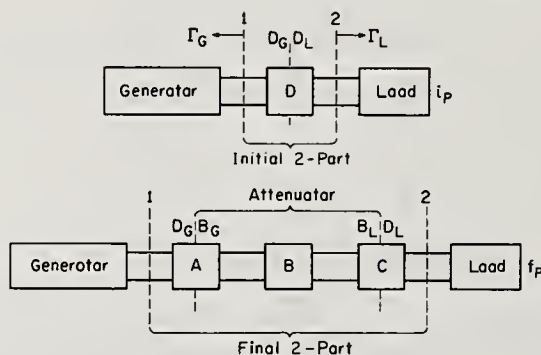 1 2
Γ_G D_G D_L Γ_L
Generatar D Laad i_P
Initial 2-Part
1 Attenuatar 2
D_G B_G B_L D_L
Generotar A B C Laad f_P
Final 2-Part